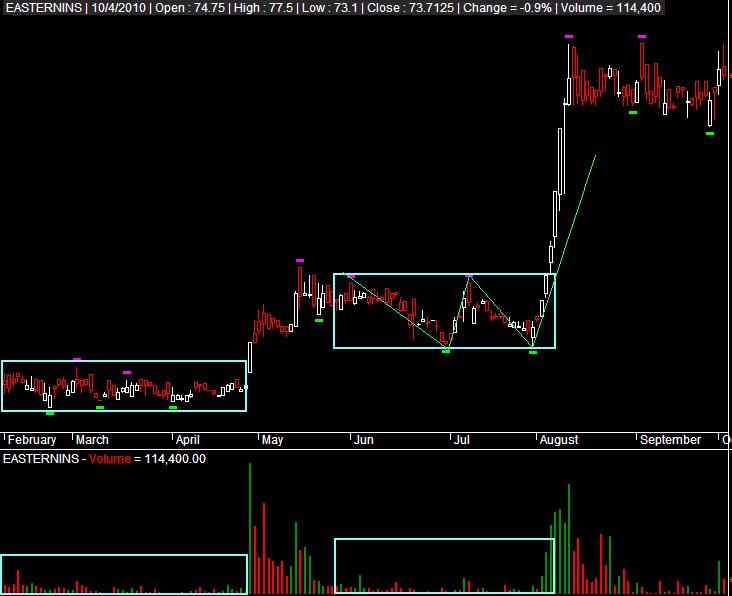 EASTERNINS | 10/4/2010 | Open : 74.75 | High : 77.5 | Low : 73.1 | Close : 73.7125 | Change = -0.9% | Volume = 114,400
February March April May Jun Jul August September
EASTERNINS - Volume = 114,400.00